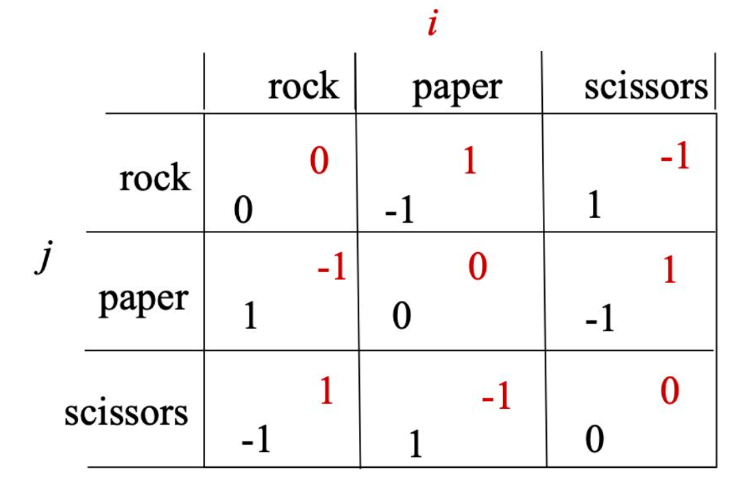 i
rock paper scissors
rock 0 0 -1 1 1 -1
j
paper 1 -1 0 0 -1 1
scissors -1 1 1 -1 0 0